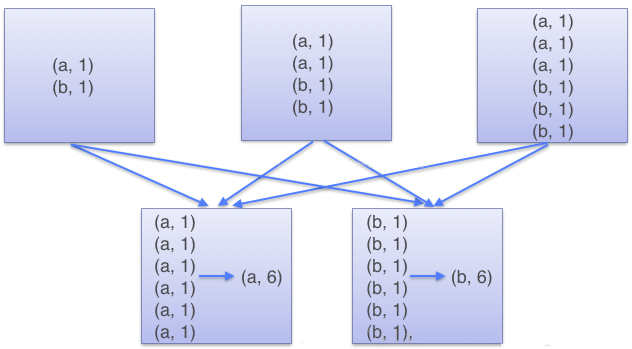 (a, 1)
(b, 1)
(a, 1)
(a, 1)
(b, 1)
(b, 1)
(a, 1)
(a, 1)
(a, 1)
(b, 1)
(b, 1)
(b, 1)
(a, 1)
(a, 1)
(a, 1)
(a, 1)
(a, 1)
(a, 1)
(a, 6)
(b, 1)
(b, 1)
(b, 1)
(b, 1)
(b, 1)
(b, 1),
(b, 6)